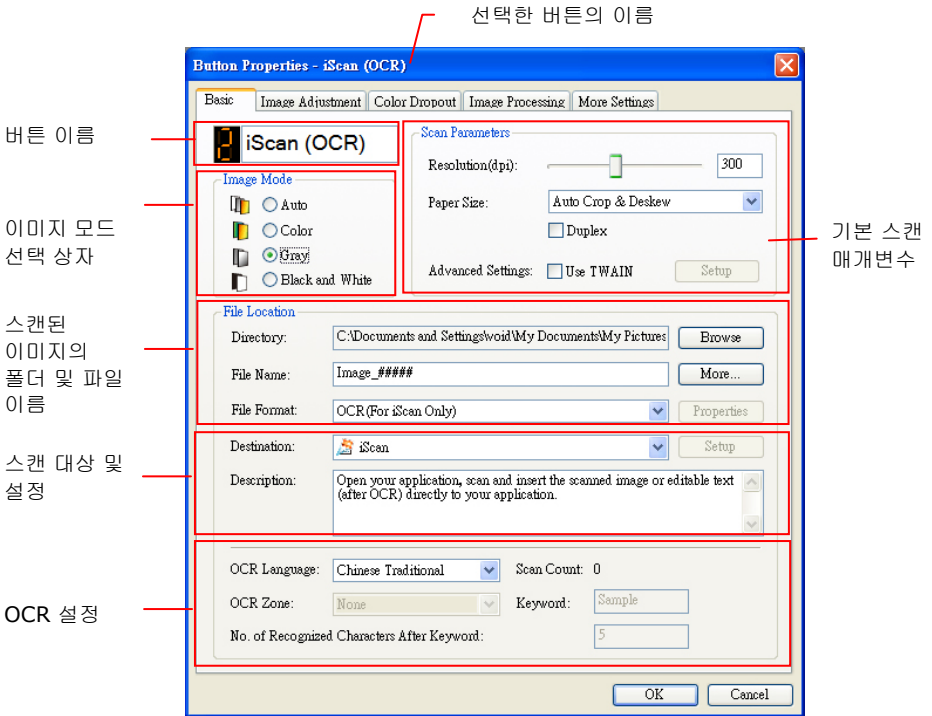 선택한 버튼의 이름
Button Properties - iScan (OCR)
Basic Image Adjustment Color Dropout Image Processing More Settings
버튼 이름
2 iScan (OCR)
Image Mode
Auto
Color
Gray
Black and White
이미지 모드
선택 상자
Scan Parameters
Resolution(dpi): 300
Paper Size: Auto Crop & Deskew
Duplex
Advanced Settings: Use TWAIN Setup
기본 스캔
매개변수
스캔된
이미지의
폴더 및 파일
이름
File Location
Directory: C:\Documents and Settings\void\My Documents\My Pictures Browse
File Name: Image_##### More...
File Format: OCR(For iScan Only) Properties
스캔 대상 및
설정
Destination: iScan Setup
Description: Open your application, scan and insert the scanned image or editable text
(after OCR) directly to your application.
OCR 설정
OCR Language: Chinese Traditional Scan Count: 0
OCR Zone: None Keyword: Sample
No. of Recognized Characters After Keyword: 5
OK Cancel